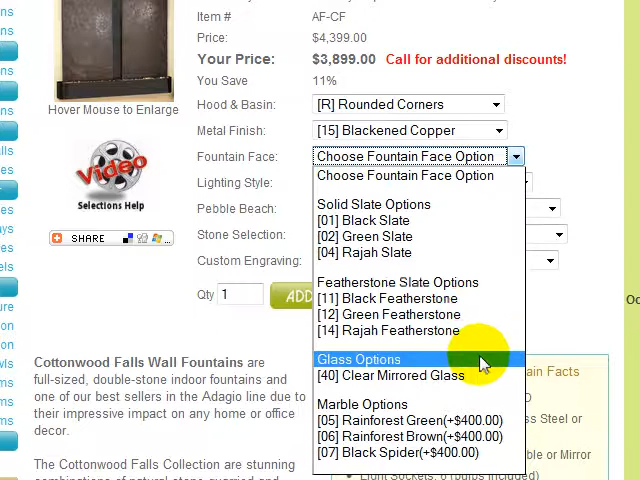 Item # AF-CF
Price: $4,399.00
Your Price: $3,899.00 Call for additional discounts!
You Save 11%
Hover Mouse to Enlarge
Hood & Basin: [R] Rounded Corners
Metal Finish: [15] Blackened Copper
Fountain Face: Choose Fountain Face Option
Choose Fountain Face Option
Lighting Style:
Solid Slate Options
Pebble Beach:
[01] Black Slate
Stone Selection:
[02] Green Slate
[04] Rajah Slate
Custom Engraving:
Video
Selections Help
SHARE
Featherstone Slate Options
Qty 1 ADD
[11] Black Featherstone
[12] Green Featherstone
[14] Rajah Featherstone
Glass Options
[40] Clear Mirrored Glass
Marble Options
[05] Rainforest Green(+$400.00)
[06] Rainforest Brown(+$400.00)
[07] Black Spider(+$400.00)
Cottonwood Falls Wall Fountains are
full-sized, double-stone indoor fountains and
one of our best sellers in the Adagio line due to
their impressive impact on any home or office
decor.
The Cottonwood Falls Collection are stunning
ntain Facts
Steel or
ble or Mirror